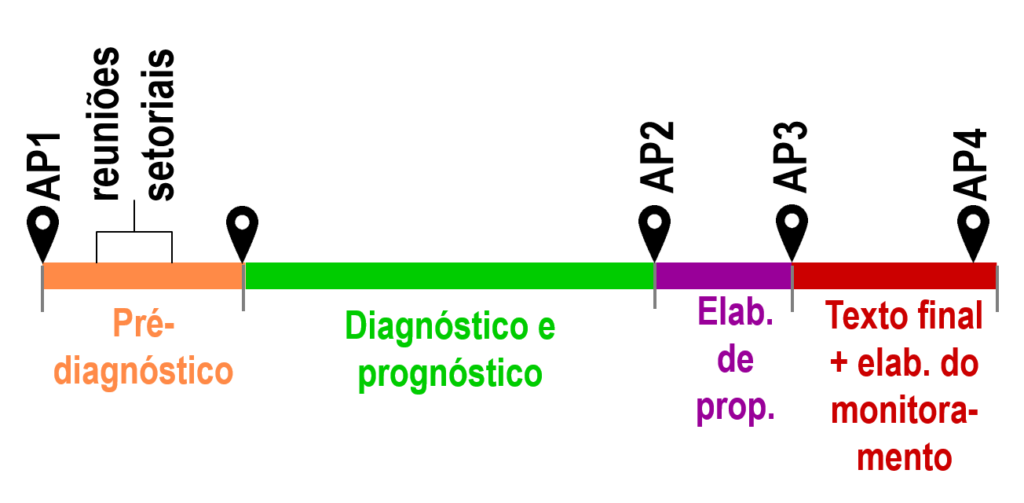 AP1
reuniões
setoriais
AP2
AP3
AP4
Pré-
diagnóstico
Diagnóstico e
prognóstico
Elab.
de
prop.
Texto final
+ elab. do
monitora-
mento